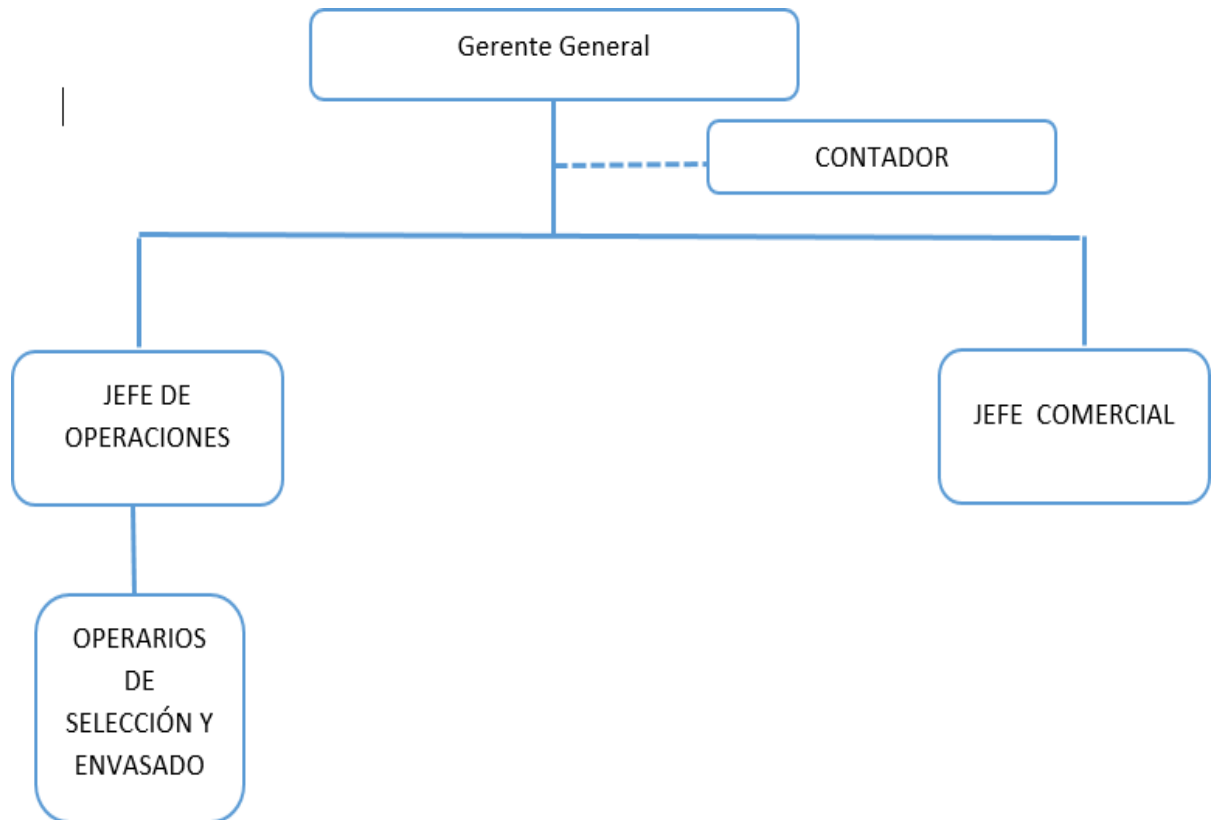 Gerente General
CONTADOR
JEFE DE
OPERACIONES
JEFE  COMERCIAL
OPERARIOS
DE
SELECCIÓN Y
ENVASADO